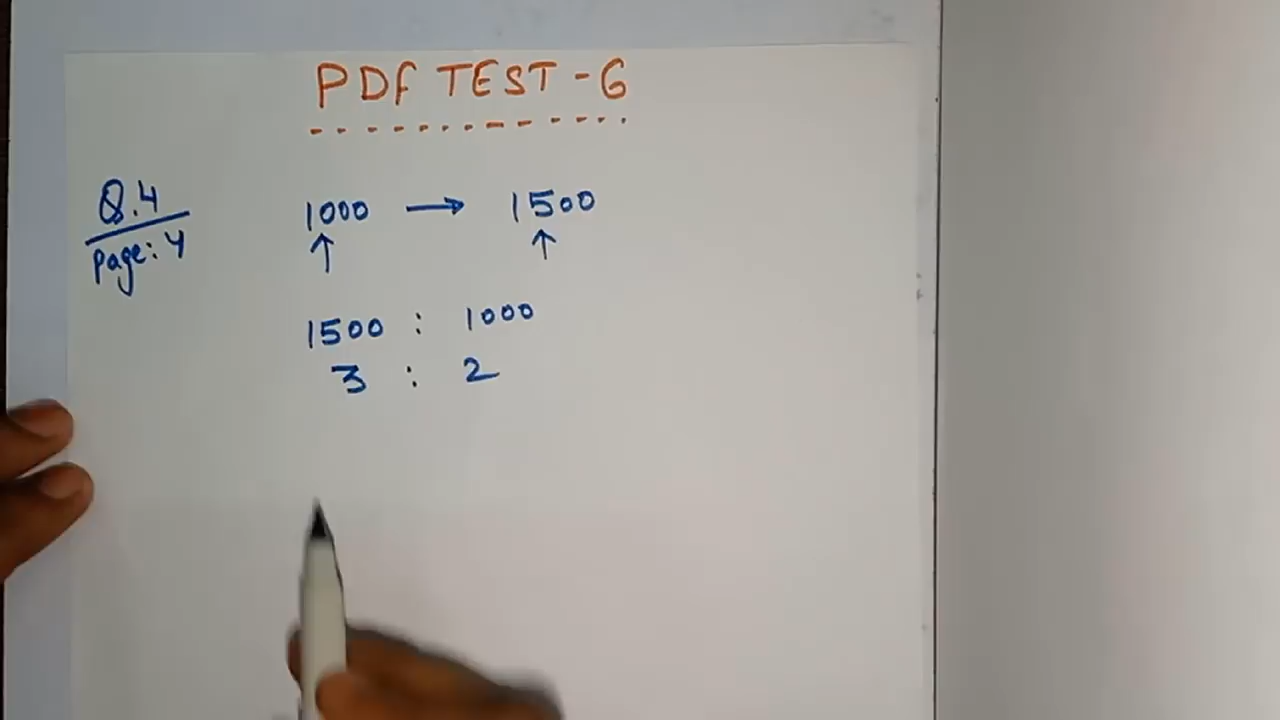 PDF TEST - 6
Q.4
Page: 4
1000 → 1500
↑ ↑
1500 : 1000
3 : 2